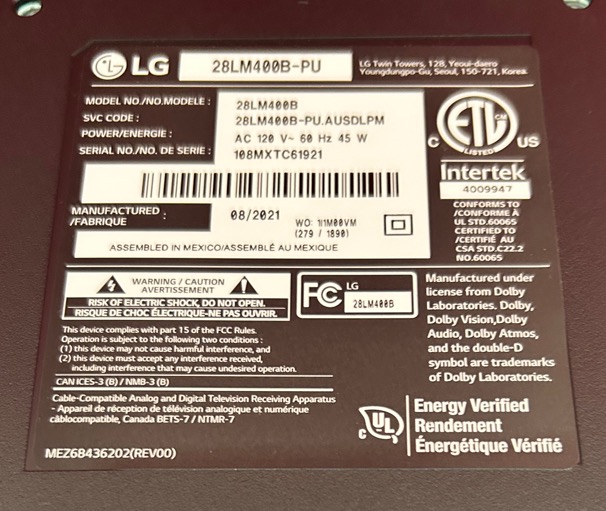 LG 28LM400B-PU LG Twin Towers, 128, Yeoui-daero
Youngdungpo-Gu, Seoul, 150-721, Korea
MODEL NO./NO.MODELE : 28LM400B
SVC CODE : 28LM400B-PU.AUSDLPM
POWER/ENERGIE : AC 120 V~ 60 Hz 45 W
SERIAL NO./NO. DE SERIE : 108MXTC61921
C ETL CM LISTED US
Intertek
4009947
CONFORMS TO
/CONFORME À
UL STD.60065
CERTIFIED TO
/CERTIFIÉ AU
CSA STD.C22.2
NO.60065
MANUFACTURED :
/FABRIQUE
08/2021
WO: 1I1M00VM
(279 / 1890)
ASSEMBLED IN MEXICO/ASSEMBLÉ AU MEXIQUE
WARNING / CAUTION
AVERTISSEMENT
RISK OF ELECTRIC SHOCK, DO NOT OPEN.
RISQUE DE CHOC ÉLECTRIQUE-NE PAS OUVRIR.
FC LG
28LM400B
This device complies with part 15 of the FCC Rules.
Operation is subject to the following two conditions :
(1) this device may not cause harmful interference, and
(2) this device must accept any interference received,
including interference that may cause undesired operation.
CAN ICES-3 (B) / NMB-3 (B)
Cable-Compatible Analog and Digital Television Receiving Apparatus
- Appareil de réception de télévision analogique et numérique
câblocompatible, Canada BETS-7 / NTMR-7
MEZ68436202(REV00)
Manufactured under
license from Dolby
Laboratories. Dolby,
Dolby Vision,Dolby
Audio, Dolby Atmos,
and the double-D
symbol are trademarks
of Dolby Laboratories.
C UL
Energy Verified
Rendement
Énergétique Vérifié